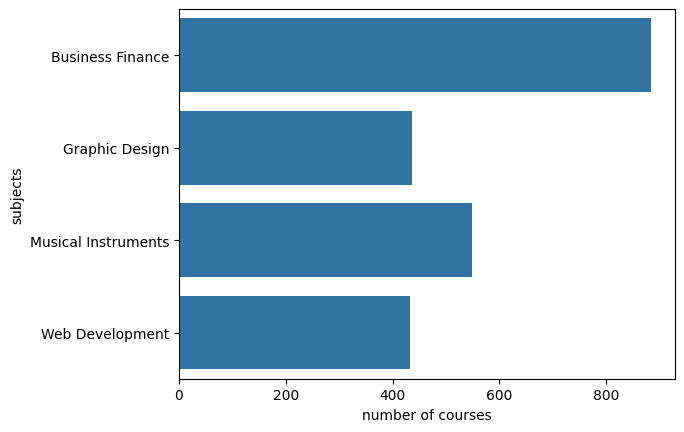 Business Finance
Graphic Design
Musical Instruments
Web Development
subjects
0 200 400 600 800
number of courses